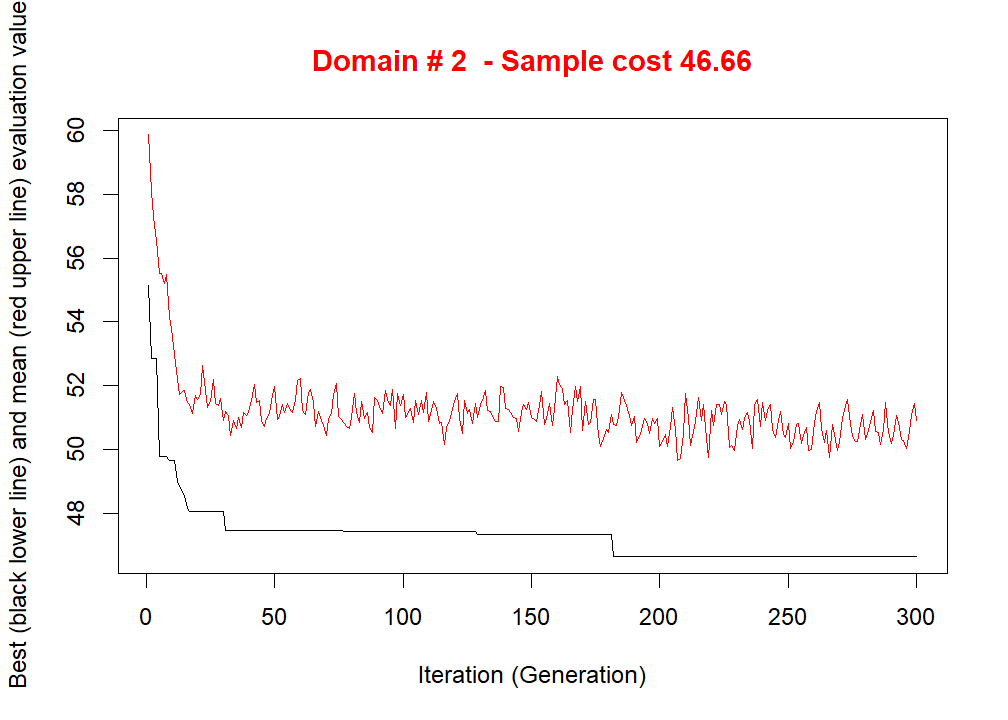 Domain # 2  - Sample cost 46.66
Best (black lower line) and mean (red upper line) evaluation value
60
58
56
54
52
50
48
0 50 100 150 200 250 300
Iteration (Generation)